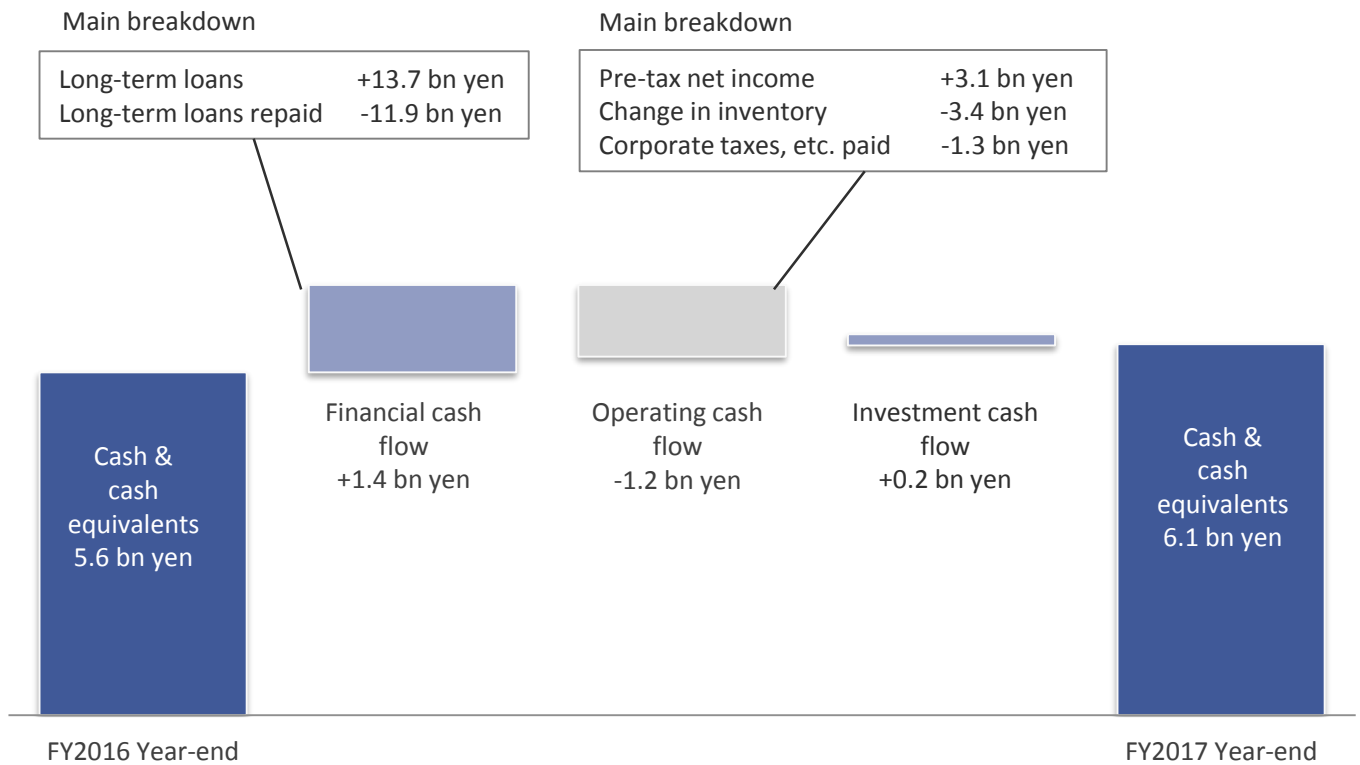 Main breakdown
Long-term loans +13.7 bn yen
Long-term loans repaid -11.9 bn yen
Main breakdown
Pre-tax net income +3.1 bn yen
Change in inventory -3.4 bn yen
Corporate taxes, etc. paid -1.3 bn yen
Cash &
cash
equivalents
5.6 bn yen
Financial cash
flow
+1.4 bn yen
Operating cash
flow
-1.2 bn yen
Investment cash
flow
+0.2 bn yen
Cash &
cash
equivalents
6.1 bn yen
FY2016 Year-end
FY2017 Year-end